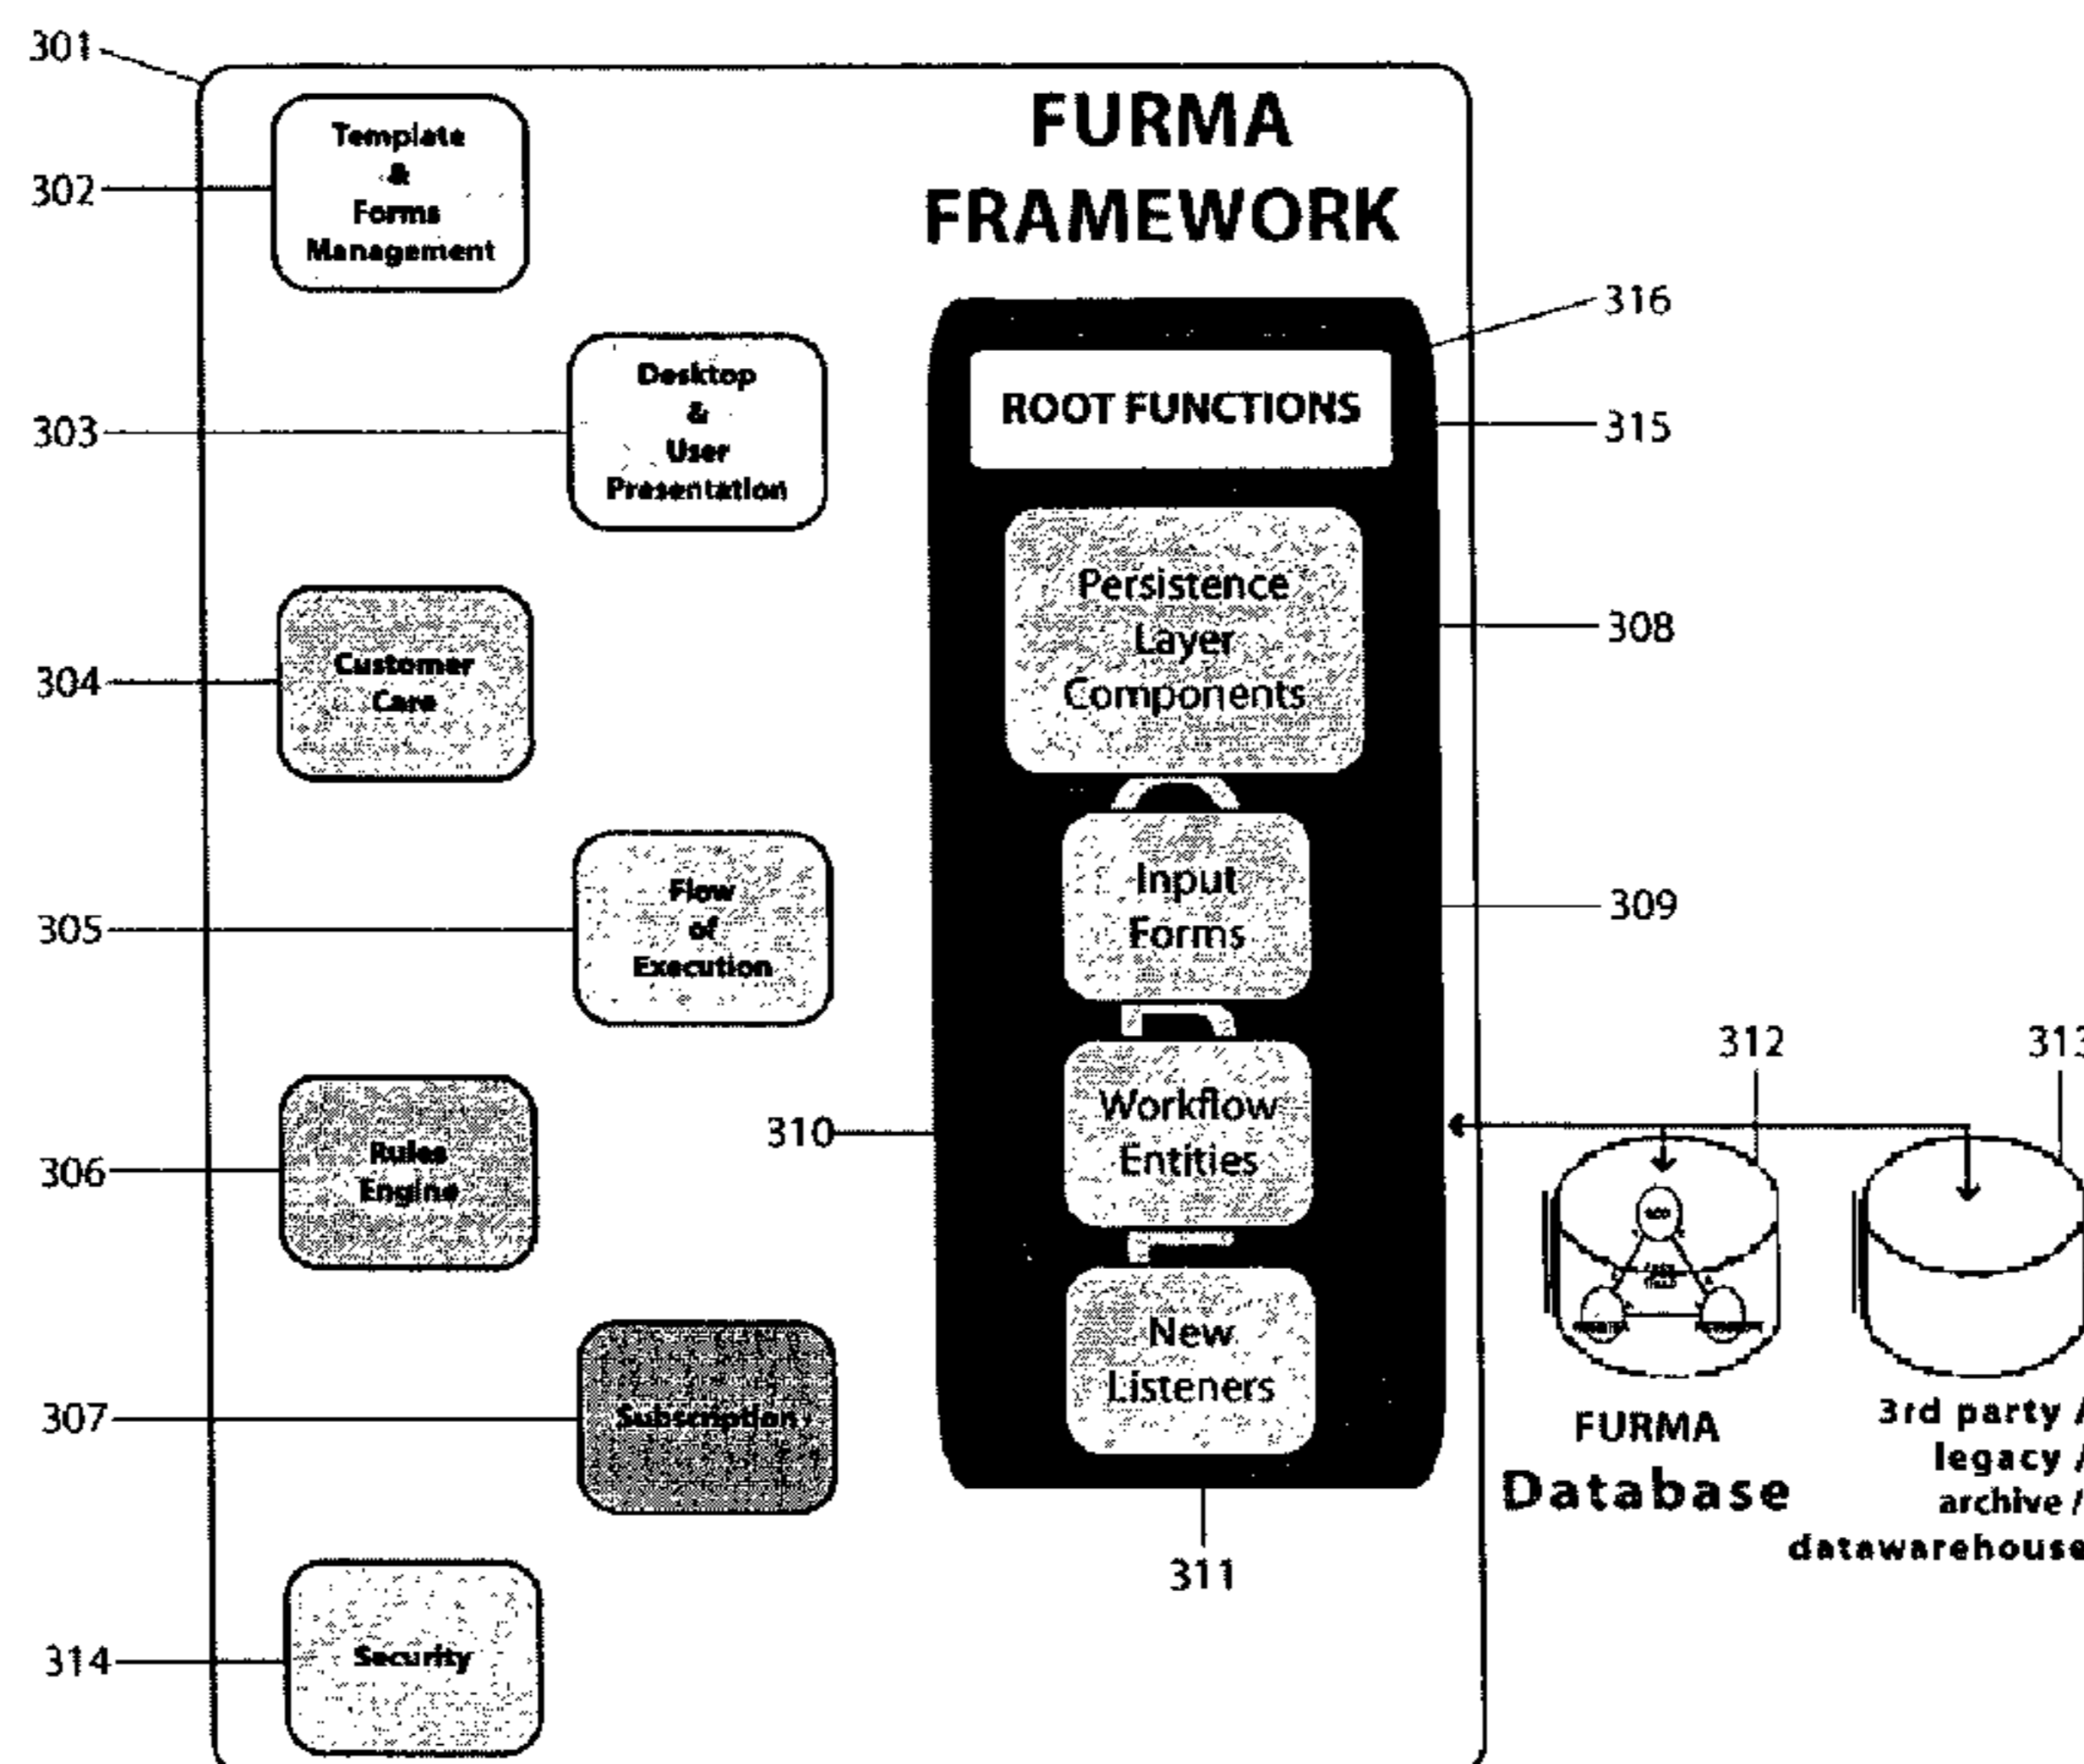 301
FURMA
FRAMEWORK
Template
&
Forms
Management
302
316
Desktop
&
User
Presentation
303
ROOT FUNCTIONS
315
Persistence
Layer
Components
308
Customer
Care
304
Input
Forms
309
Flow
of
Execution
305
312
313
Workflow
Entities
310
Rules
Engine
306
New
Listeners
Subscription
307
FURMA
Database
3rd party /
legacy /
archive /
datawarehouse
311
Security
314